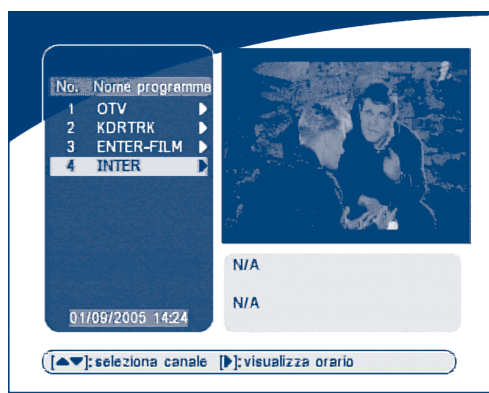 No. Nome programma
1 OTV
2 KDRTRK
3 ENTER-FILM
4 INTER
N/A
N/A
01/09/2005 14:24
[▲▼]: seleziona canale [▶]: visualizza orario